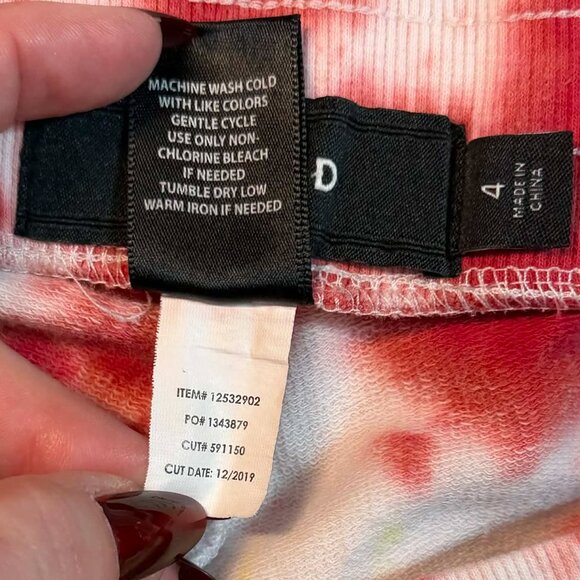 MACHINE WASH COLD
WITH LIKE COLORS
GENTLE CYCLE
USE ONLY NON-
CHLORINE BLEACH
IF NEEDED
TUMBLE DRY LOW
WARM IRON IF NEEDED
D
4
MADE IN
CHINA
ITEM# 12532902
PO# 1343879
CUT# 591150
CUT DATE: 12/2019